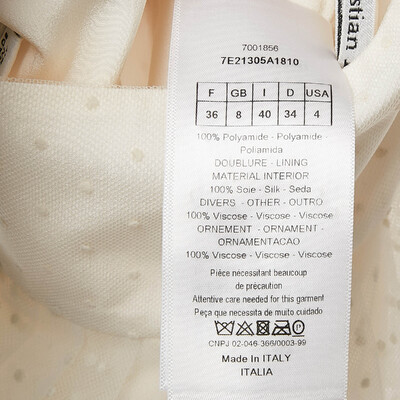 7001856
7E21305A1810
F GB I D USA
36 8 40 34 4
100% Polyamide - Polyamide -
Poliamida
DOUBLURE - LINING
MATERIAL INTERIOR
100% Soie - Silk - Seda
DIVERS - OTHER - OUTRO
100% Viscose - Viscose - Viscose
ORNEMENT - ORNAMENT -
ORNAMENTACAO
100% Viscose - Viscose - Viscose
Pièce nécessitant beaucoup
de précaution
Attentive care needed for this garment
Peça que necessita de muito cuidado
CNPJ 02-046-366/0003-99
Made In ITALY
ITALIA
stian